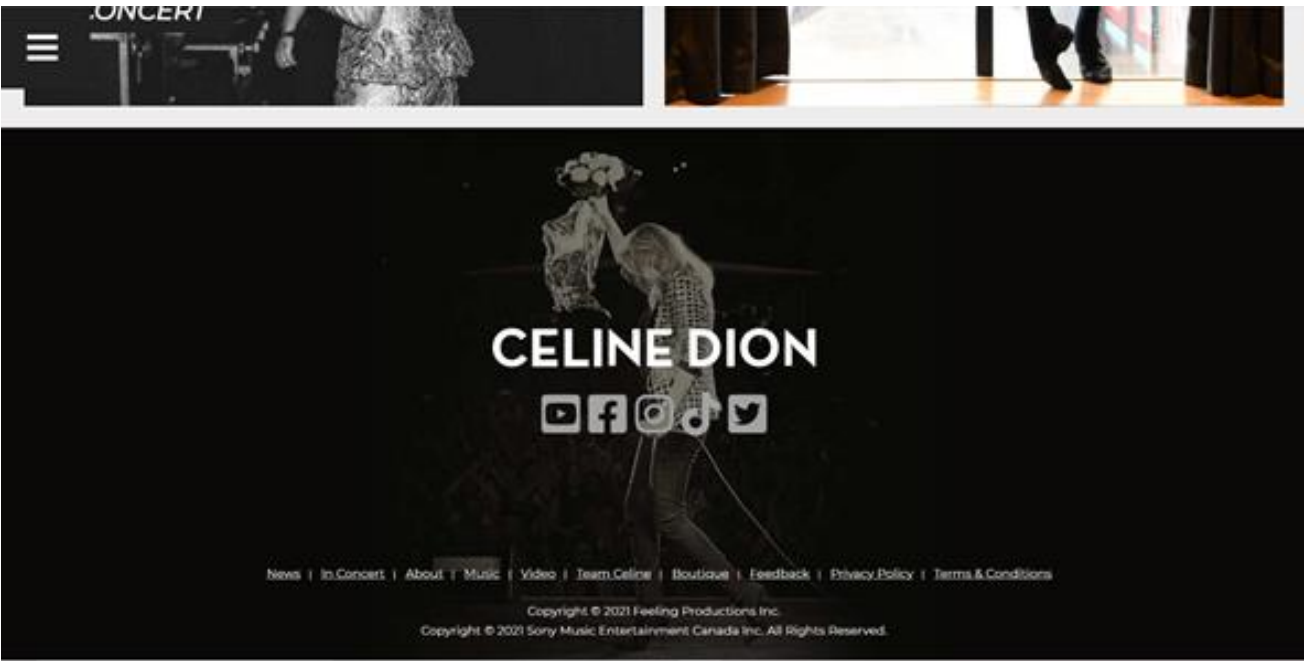 CELINE DION
News | In Concert | About | Music | Video | Team Celine | Boutique | Feedback | Privacy Policy | Terms & Conditions
Copyright © 2021 Feeling Productions Inc.
Copyright © 2021 Sony Music Entertainment Canada Inc. All Rights Reserved.